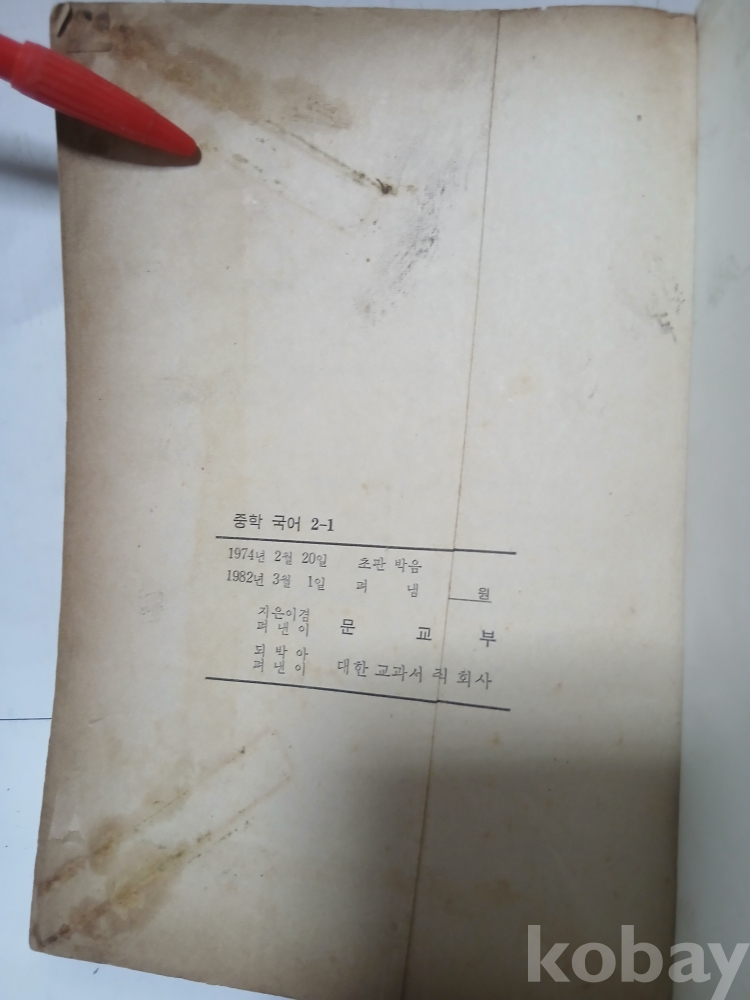 중학 국어 2-1
1974년 2월 20일 초판 박음
1982년 3월 1일 펴 냄 원
지은이겸
펴 낸 이 문 교 부
되 박 아
펴 낸 이 대한 교과서 회사
kobay